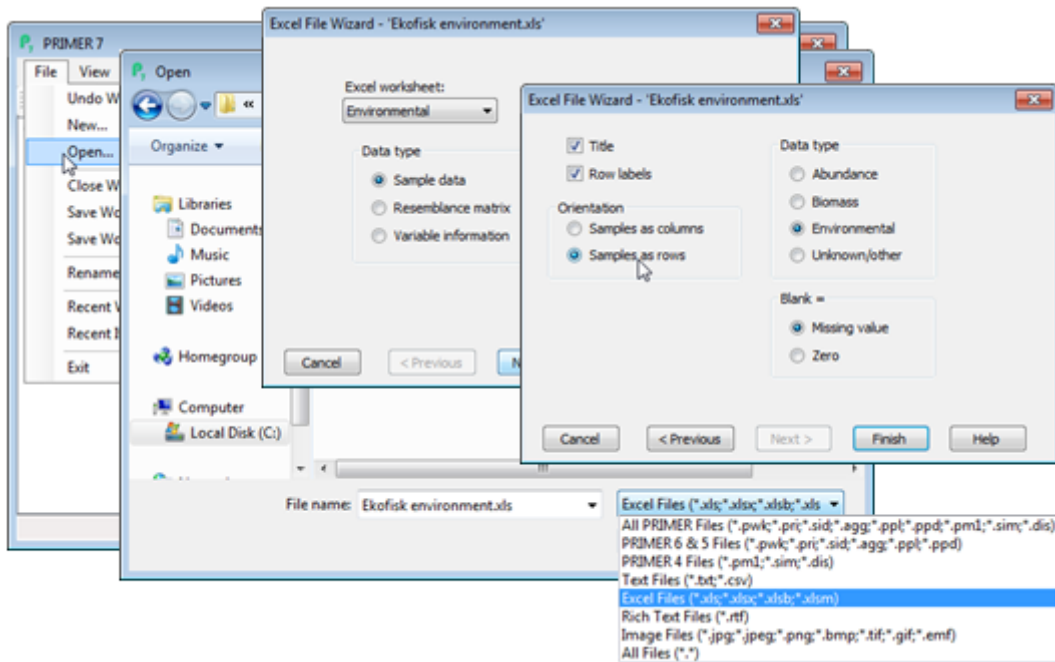 PRIMER 7
File View
Undo W
New...
Open...
Close W
Save Wo
Save Wo
Rename
Recent W
Exit
Open
Organize
Libraries
Documents
Music
Pictures
Videos
Homegroup
Computer
Local Disk (C:)
File name: Ekofisk environment.xls
Excel Files (*.xls;*.xlsx;*.xlsb;*.xls
All PRIMER Files (*.pwk;*.pri;*.sid;*.agg;*.ppl;*.ppd;*.pm1;*.sim;*.dis)
PRIMER 6 & 5 Files (*.pwk;*.pri;*.sid;*.agg;*.ppl;*.ppd)
PRIMER 4 Files (*.pm1;*.sim;*.dis)
Text Files (*.txt;*.csv)
Excel Files (*.xls;*.xlsx;*.xlsb;*.xlsm)
Rich Text Files (*.rtf)
Image Files (*.jpg;*.jpeg;*.png;*.bmp;*.tif;*.gif;*.emf)
All Files (*.*)
Excel File Wizard - 'Ekofisk environment.xls'
Excel worksheet:
Environmental
Data type
Sample data
Resemblance matrix
Variable information
Cancel
< Previous
N
Excel File Wizard - 'Ekofisk environment.xls'
Title
Row labels
Orientation
Samples as columns
Samples as rows
Data type
Abundance
Biomass
Environmental
Unknown/other
Blank =
Missing value
Zero
Cancel
< Previous
Next >
Finish
Help